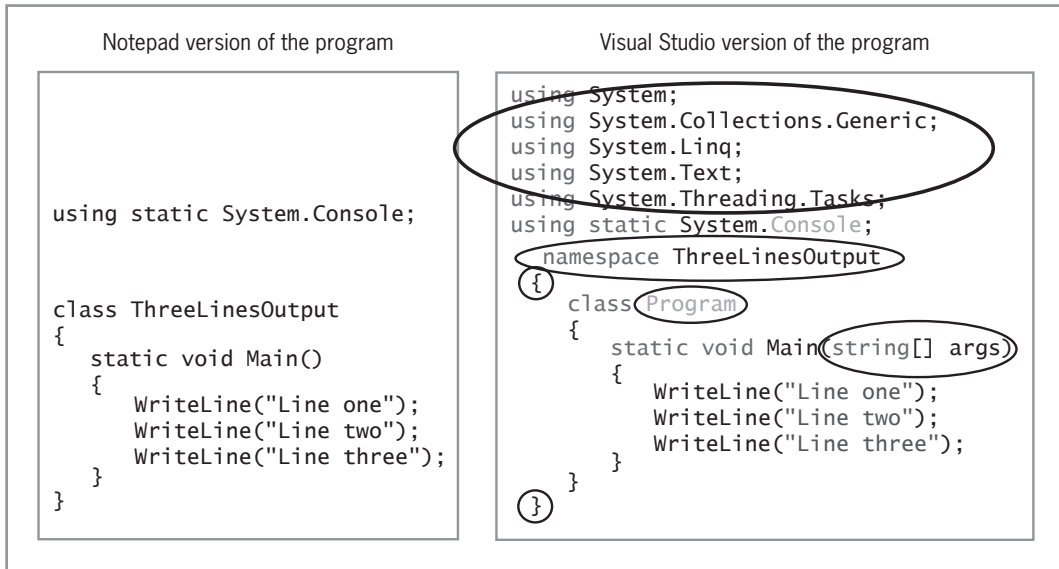 Notepad version of the program
using static System.Console;
class ThreeLinesOutput
{
static void Main()
{
WriteLine("Line one");
WriteLine("Line two");
WriteLine("Line three");
}
}
Visual Studio version of the program
using System;
using System.Collections.Generic;
using System.Linq;
using System.Text;
using System.Threading.Tasks;
using static System.Console;
namespace ThreeLinesOutput
{
class Program
{
static void Main(string[] args)
{
WriteLine("Line one");
WriteLine("Line two");
WriteLine("Line three");
}
}
}